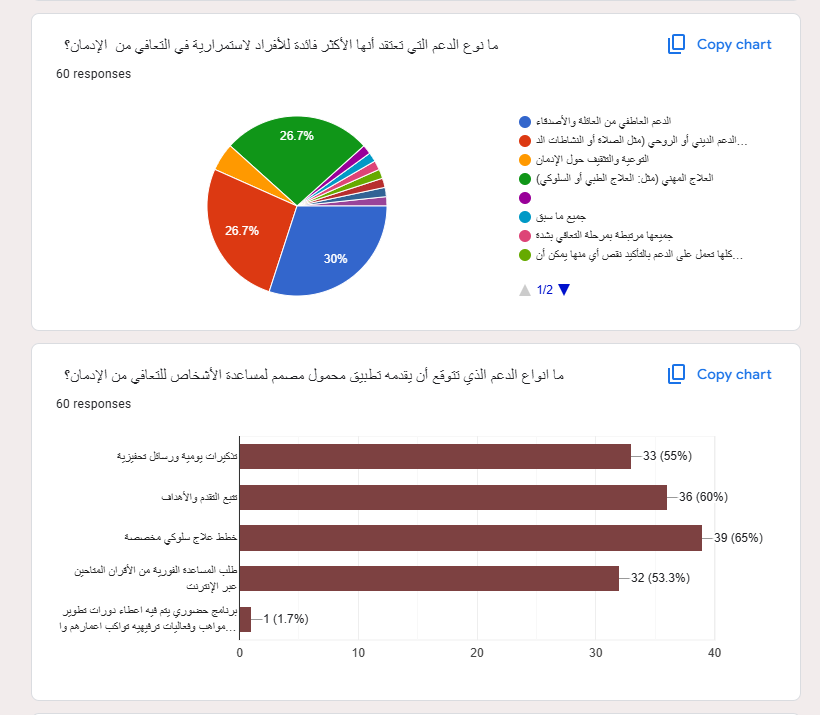 ما نوع الدعم التي تعتقد أنها الأكثر فائدة للأفراد لاستمرارية في التعافي من الإدمان؟
Copy chart
60 responses
26.7%
26.7%
30%
الدعم العاطفي من العائلة والأصدقاء
الدعم الديني أو الروحي (مثل الصلاة أو النشاطات الد...
التوعية والتثقيف حول الإدمان
العلاج المهني (مثل: العلاج الطبي أو السلوكي)
جميع ما سبق
جميعها مرتبطة بمرحلة التعافي بشدة
كلها تعمل على الدعم بالتأكيد نقص أي منها يمكن أن...
1/2
ما انواع الدعم الذي تتوقع أن يقدمه تطبيق محمول مصمم لمساعدة الأشخاص للتعافي من الإدمان؟
Copy chart
60 responses
تذكيرات يومية ورسائل تحفيزية
33 (55%)
تتبع التقدم والأهداف
36 (60%)
خطط علاج سلوكي مخصصة
39 (65%)
طلب المساعدة الفورية من الأقران المتاحين
عبر الإنترنت
32 (53.3%)
برنامج حضوري يتم فيه اعطاء دورات تطوير
مواهب وفعاليات ترفيهيه تواكب اعمارهم وا...
1 (1.7%)
0
10
20
30
40